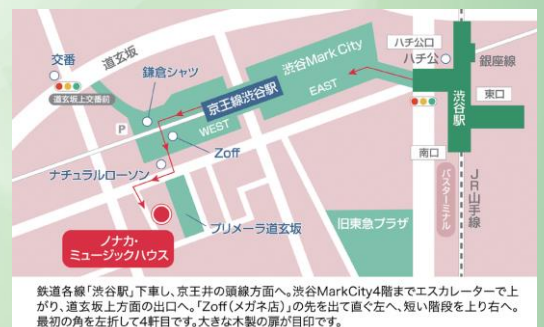 交番
道玄坂
道玄坂上交番前
鎌倉シャツ
渋谷MarkCity
ハチ公口
ハチ公
銀座線
京王線渋谷駅
EAST
WEST
渋谷駅
東口
P
Zoff
ナチュラルローソン
南口
バスターミナル
JR山手線
プリメーラ道玄坂
旧東急プラザ
ノナカ・
ミュージックハウス
鉄道各線「渋谷駅」下車し、京王井の頭線方面へ。渋谷MarkCity4階までエスカレーターで上
がり、道玄坂上方面の出口へ。「Zoff(メガネ店)」の先を出て直ぐ左へ、短い階段を上り右へ。
最初の角を左折して4軒目です。大きな木製の扉が目印です。